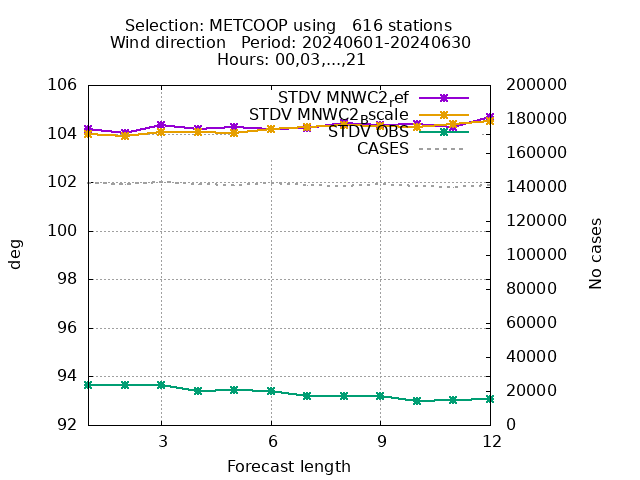 Selection: METCOOP using   616 stations
Wind direction   Period: 20240601-20240630
Hours: 00,03,...,21
STDV MNWC2ref
STDV MNWC2Bscale
STDV OBS
CASES
106
104
102
100
98
96
94
92
deg
200000
180000
160000
140000
120000
100000
80000
60000
40000
20000
0
No cases
3
6
9
12
Forecast length